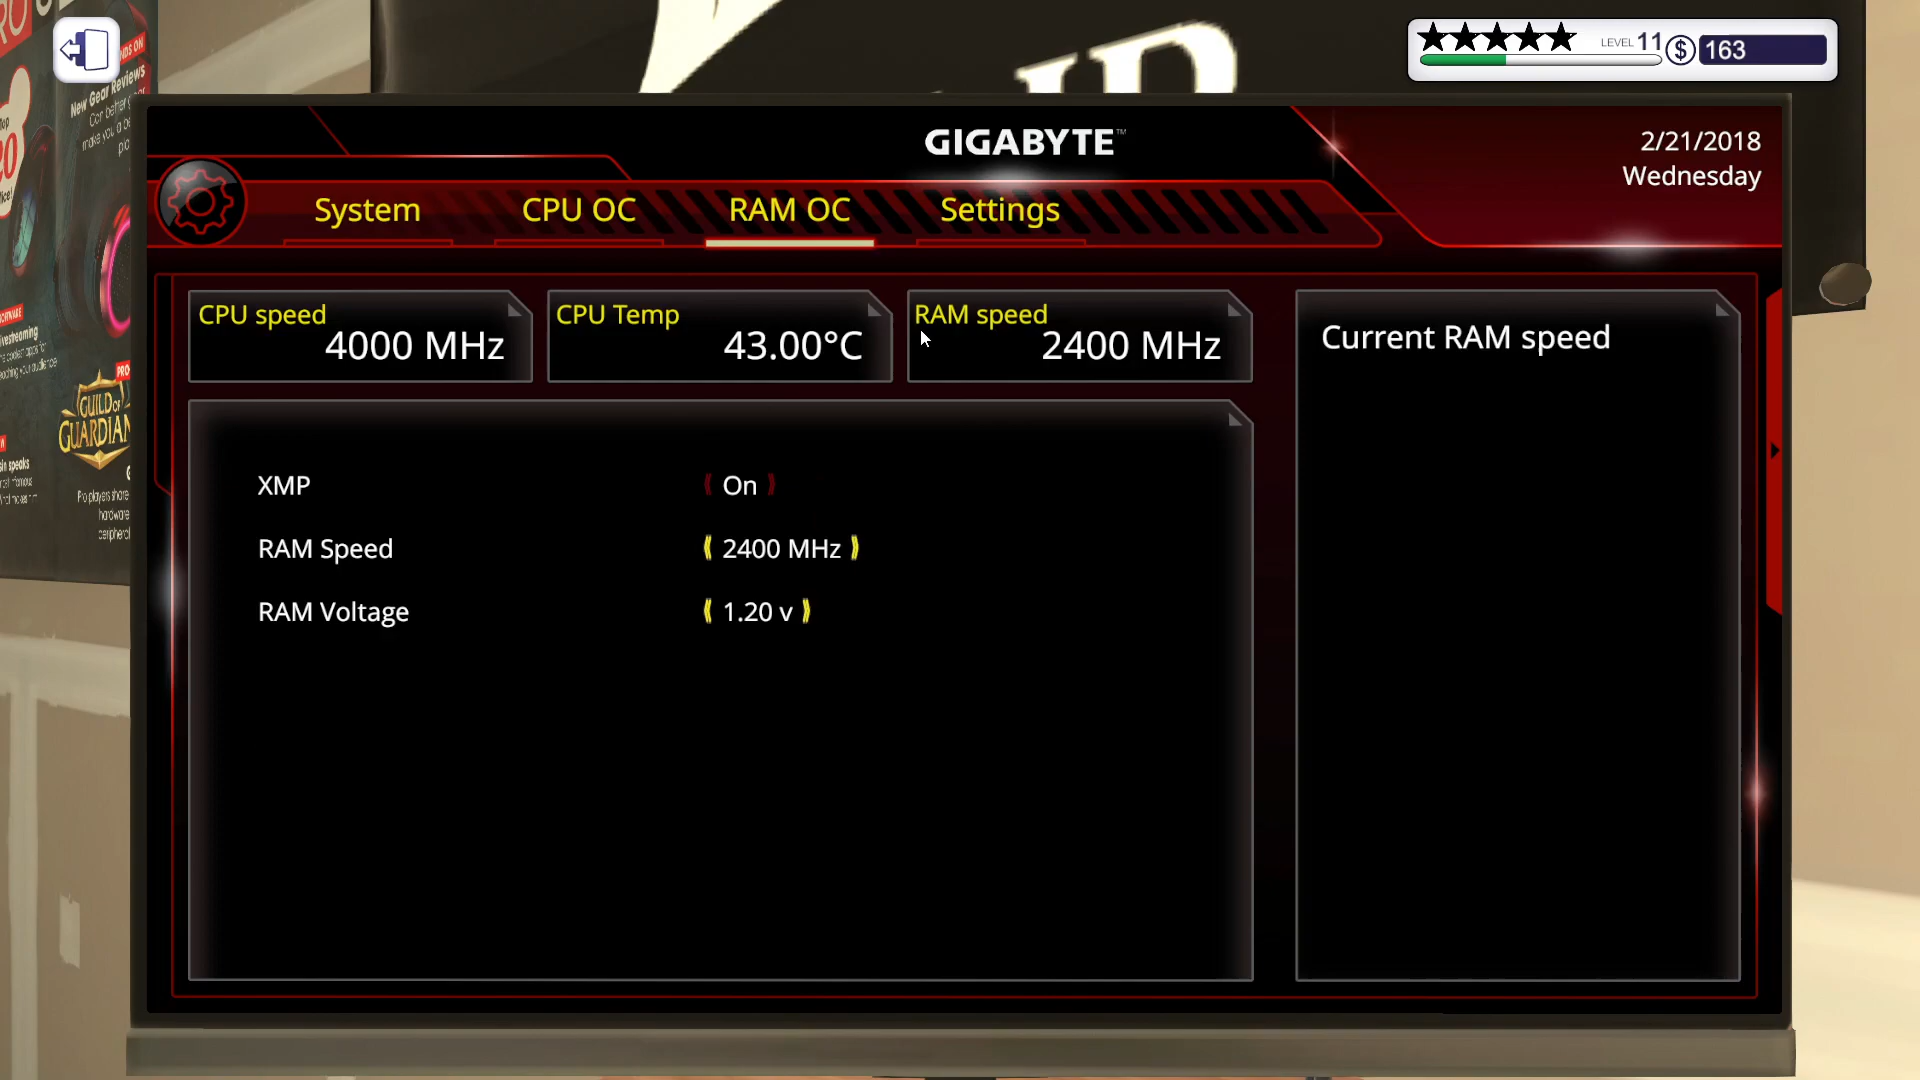 LEVEL 11
$ 163
GIGABYTE™
2/21/2018
Wednesday
System
CPU OC
RAM OC
Settings
CPU speed
4000 MHz
CPU Temp
43.00°C
RAM speed
2400 MHz
Current RAM speed
XMP
On
RAM Speed
2400 MHz
RAM Voltage
1.20 v
New Gear Reviews
GUILD OF
GUARDIAN